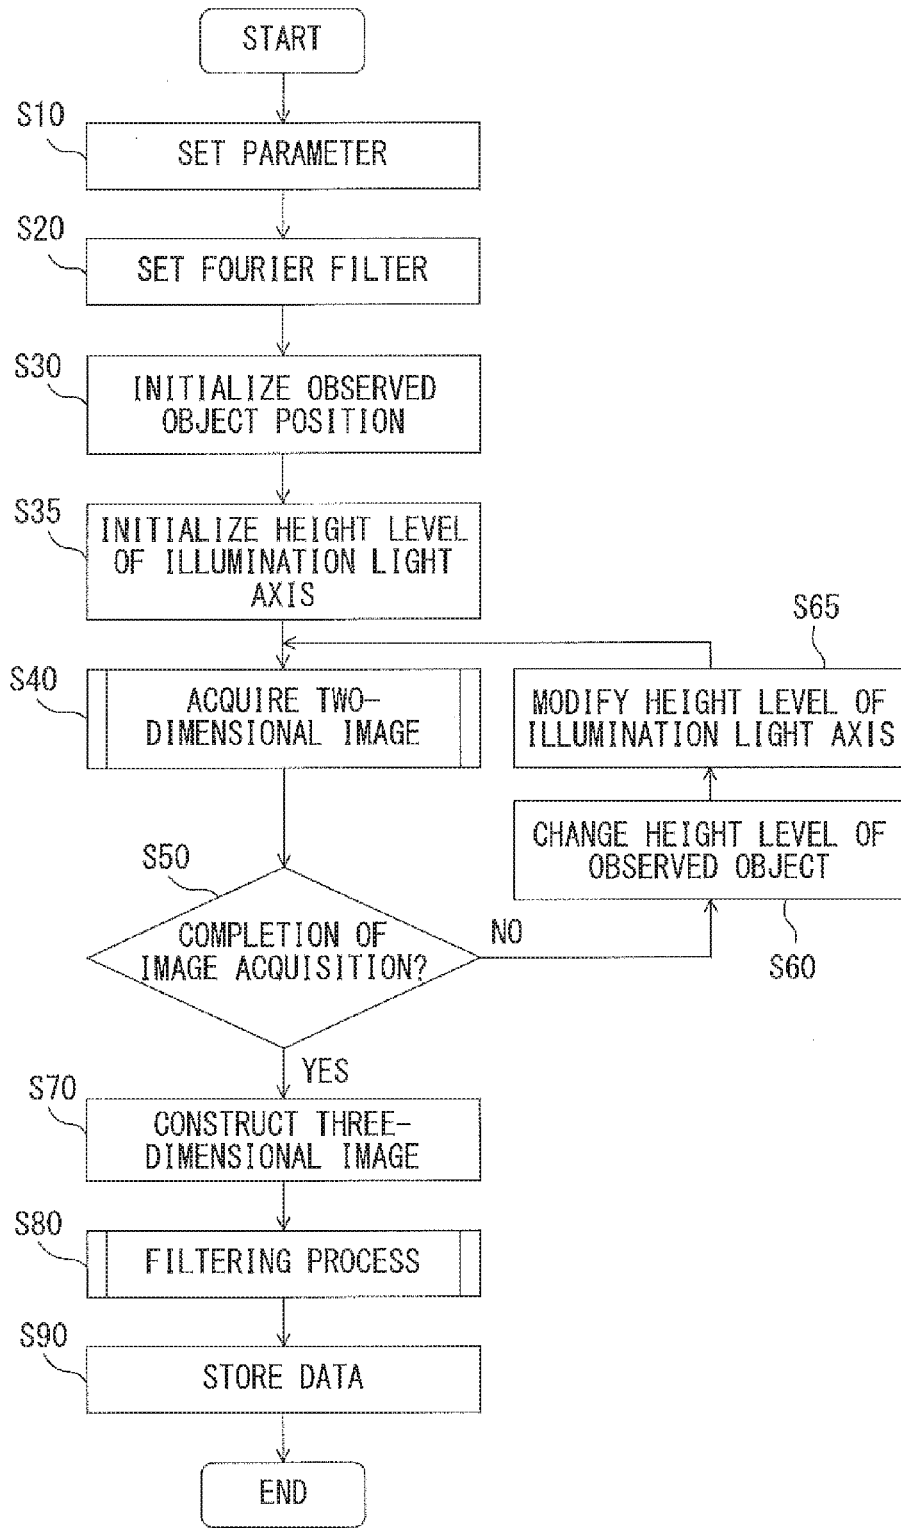 START
S10
SET PARAMETER
S20
SET FOURIER FILTER
S30
INITIALIZE OBSERVED
OBJECT POSITION
S35
INITIALIZE HEIGHT LEVEL
OF ILLUMINATION LIGHT
AXIS
S40
ACQUIRE TWO-
DIMENSIONAL IMAGE
S65
MODIFY HEIGHT LEVEL OF
ILLUMINATION LIGHT AXIS
CHANGE HEIGHT LEVEL OF
OBSERVED OBJECT
S60
S50
COMPLETION OF
IMAGE ACQUISITION?
NO
YES
S70
CONSTRUCT THREE-
DIMENSIONAL IMAGE
S80
FILTERING PROCESS
S90
STORE DATA
END